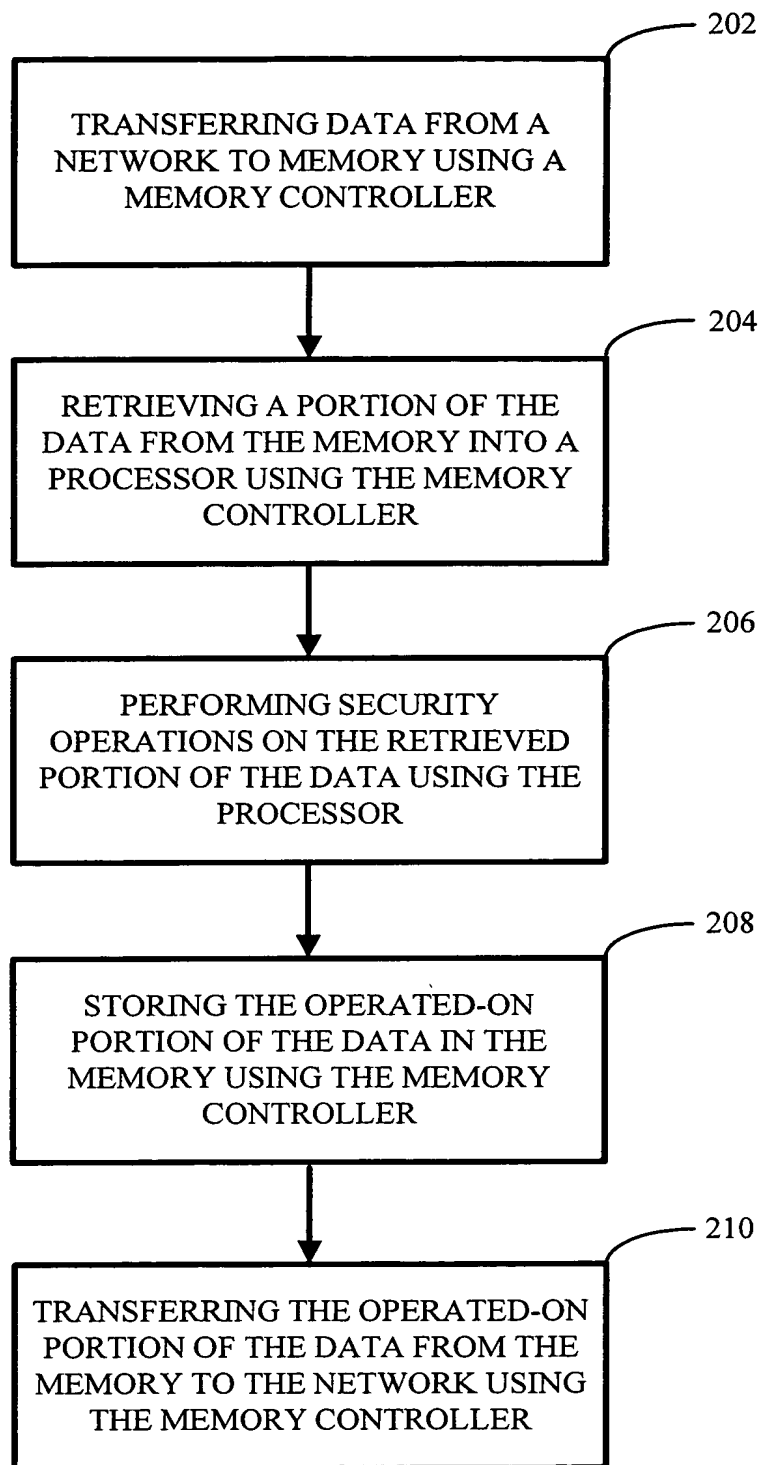 202
TRANSFERRING DATA FROM A
NETWORK TO MEMORY USING A
MEMORY CONTROLLER
204
RETRIEVING A PORTION OF THE
DATA FROM THE MEMORY INTO A
PROCESSOR USING THE MEMORY
CONTROLLER
206
PERFORMING SECURITY
OPERATIONS ON THE RETRIEVED
PORTION OF THE DATA USING THE
PROCESSOR
208
STORING THE OPERATED-ON
PORTION OF THE DATA IN THE
MEMORY USING THE MEMORY
CONTROLLER
210
TRANSFERRING THE OPERATED-ON
PORTION OF THE DATA FROM THE
MEMORY TO THE NETWORK USING
THE MEMORY CONTROLLER